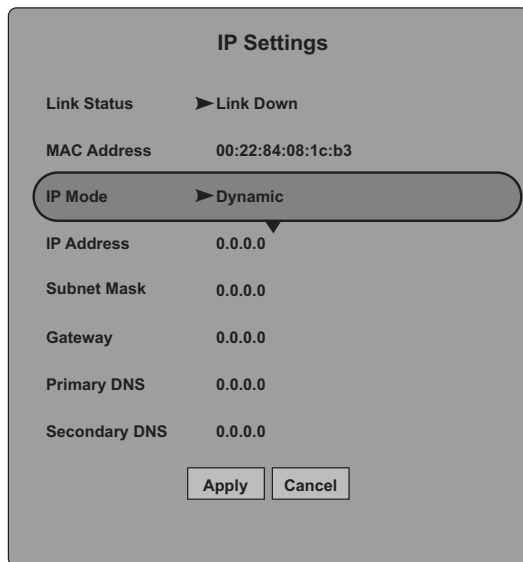 IP Settings
Link Status Link Down
MAC Address 00:22:84:08:1c:b3
IP Mode Dynamic
IP Address 0.0.0.0
Subnet Mask 0.0.0.0
Gateway 0.0.0.0
Primary DNS 0.0.0.0
Secondary DNS 0.0.0.0
Apply Cancel